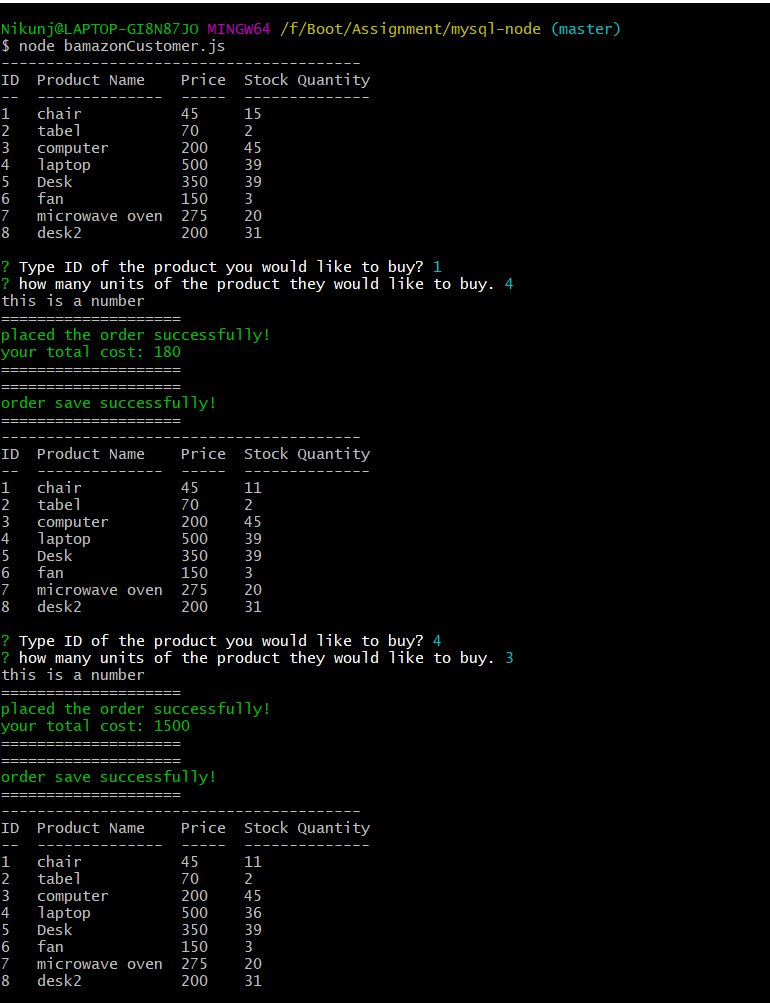 Nikunj@LAPTOP-GI8N87JO MINGW64 /f/Boot/Assignment/mysql-node (master)
$ node bamazonCustomer.js
----------------------------------------
ID  Product Name    Price  Stock Quantity
--  --------------  -----  --------------
1   chair           45     15
2   tabel           70     2
3   computer        200    45
4   laptop          500    39
5   Desk            350    39
6   fan             150    3
7   microwave oven  275    20
8   desk2           200    31

? Type ID of the product you would like to buy? 1
? how many units of the product they would like to buy. 4
this is a number
====================
placed the order successfully!
your total cost: 180
====================
====================
order save successfully!
====================
----------------------------------------
ID  Product Name    Price  Stock Quantity
--  --------------  -----  --------------
1   chair           45     11
2   tabel           70     2
3   computer        200    45
4   laptop          500    39
5   Desk            350    39
6   fan             150    3
7   microwave oven  275    20
8   desk2           200    31

? Type ID of the product you would like to buy? 4
? how many units of the product they would like to buy. 3
this is a number
====================
placed the order successfully!
your total cost: 1500
====================
====================
order save successfully!
====================
----------------------------------------
ID  Product Name    Price  Stock Quantity
--  --------------  -----  --------------
1   chair           45     11
2   tabel           70     2
3   computer        200    45
4   laptop          500    36
5   Desk            350    39
6   fan             150    3
7   microwave oven  275    20
8   desk2           200    31